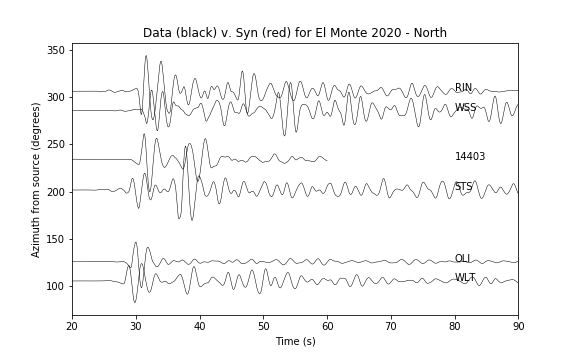 Data (black) v. Syn (red) for El Monte 2020 - North
350
300
250
200
150
100
Azimuth from source (degrees)
RIN
WSS
14403
STS
OLI
WLT
20 30 40 50 60 70 80 90
Time (s)